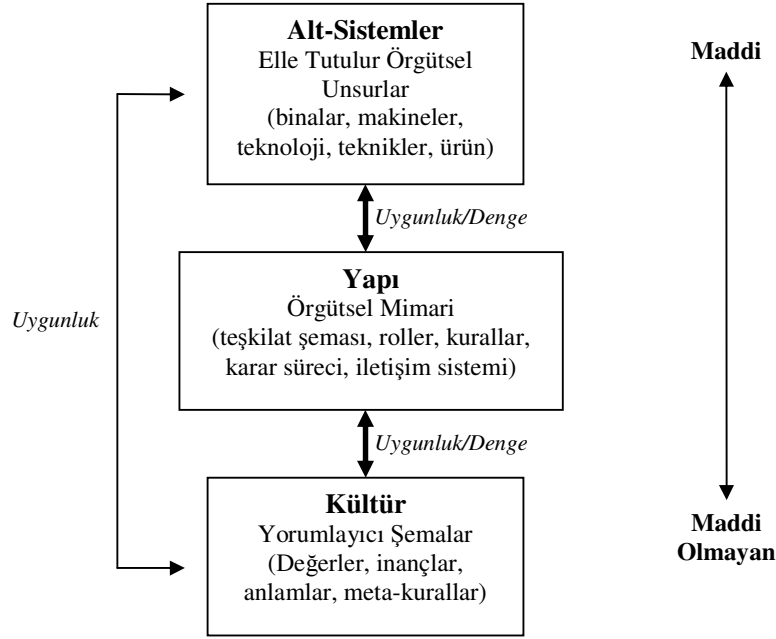 Alt-Sistemler
Elle Tutulur Örgütsel
Unsurlar
(binalar, makineler,
teknoloji, teknikler, ürün)
Uygunluk/Denge
Yapı
Örgütsel Mimari
(teşkilat şeması, roller, kurallar,
karar süreci, iletişim sistemi)
Uygunluk/Denge
Kültür
Yorumlayıcı Şemalar
(Değerler, inançlar,
anlamlar, meta-kurallar)
Uygunluk
Maddi
Maddi
Olmayan